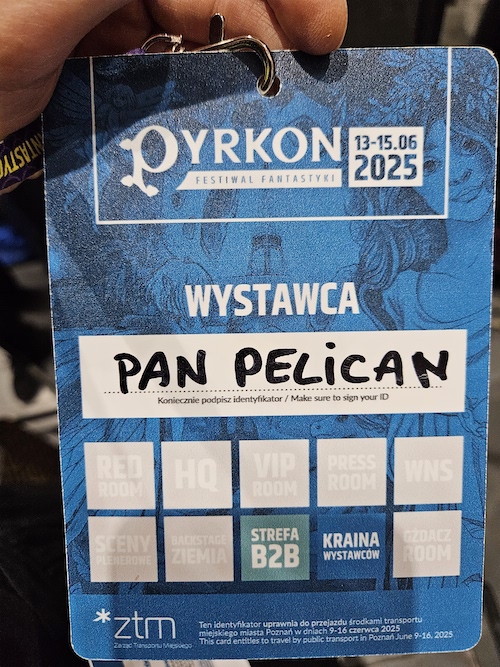 PYRKON
FESTIWAL FANTASTYKI
13-15.06
2025
WYSTAWCA
PAN PELiCAN
Koniecznie podpisz identyfikator / Make sure to sign your ID
RED
ROOM
HQ
VIP
ROOM
PRESS
ROOM
WNS
SCENY
PLENEROWE
BACKSTAGE
ZIEMIA
STREFA
B2B
KRAINA
WYSTAWCÓW
GŻDACZ
ROOM
*ztm
Zarząd Transportu Miejskiego
Ten identyfikator uprawnia do przejazdu środkami transportu
miejskiego miasta Poznań w dniach 9-16 czerwca 2025
This card entitles to travel by public transport in Poznań June 9-16, 2025